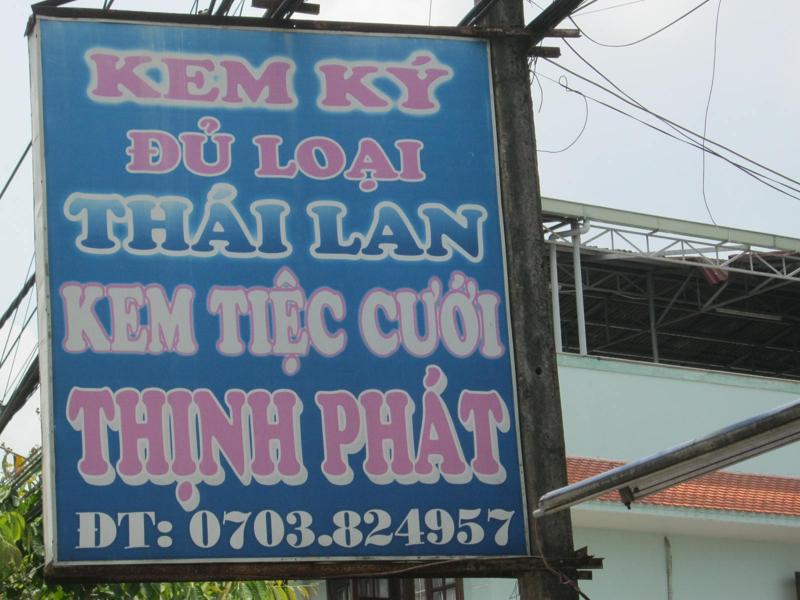 KEM KÝ
ĐỦ LOẠI
THÁI LAN
KEM TIỆC CƯỚI
THỊNH PHÁT
ĐT: 0703.824957